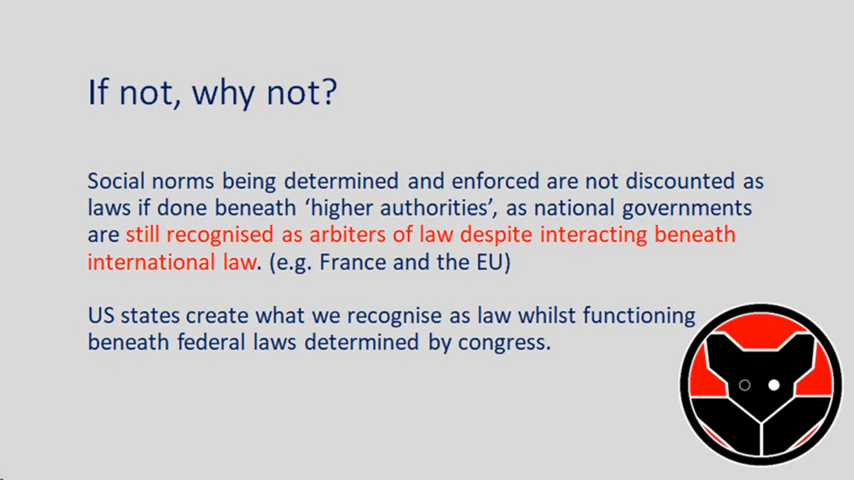 If not, why not?
Social norms being determined and enforced are not discounted as
laws if done beneath ‘higher authorities’, as national governments
are still recognised as arbiters of law despite interacting beneath
international law. (e.g. France and the EU)
US states create what we recognise as law whilst functioning
beneath federal laws determined by congress.